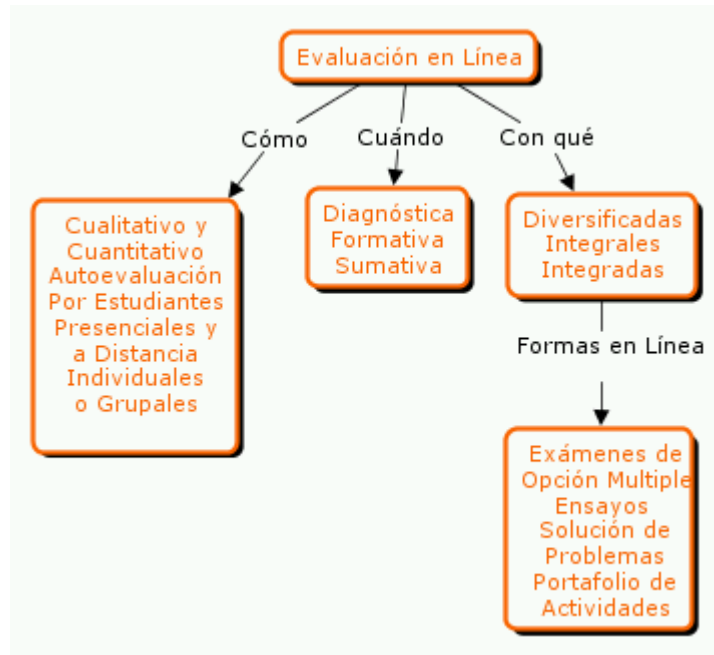 Evaluación en Línea
Cómo
Cuándo
Con qué
Cualitativo y
Cuantitativo
Autoevaluación
Por Estudiantes
Presenciales y
a Distancia
Individuales
o Grupales
Diagnóstica
Formativa
Sumativa
Diversificadas
Integrales
Integradas
Formas en Línea
Exámenes de
Opción Multiple
Ensayos
Solución de
Problemas
Portafolio de
Actividades